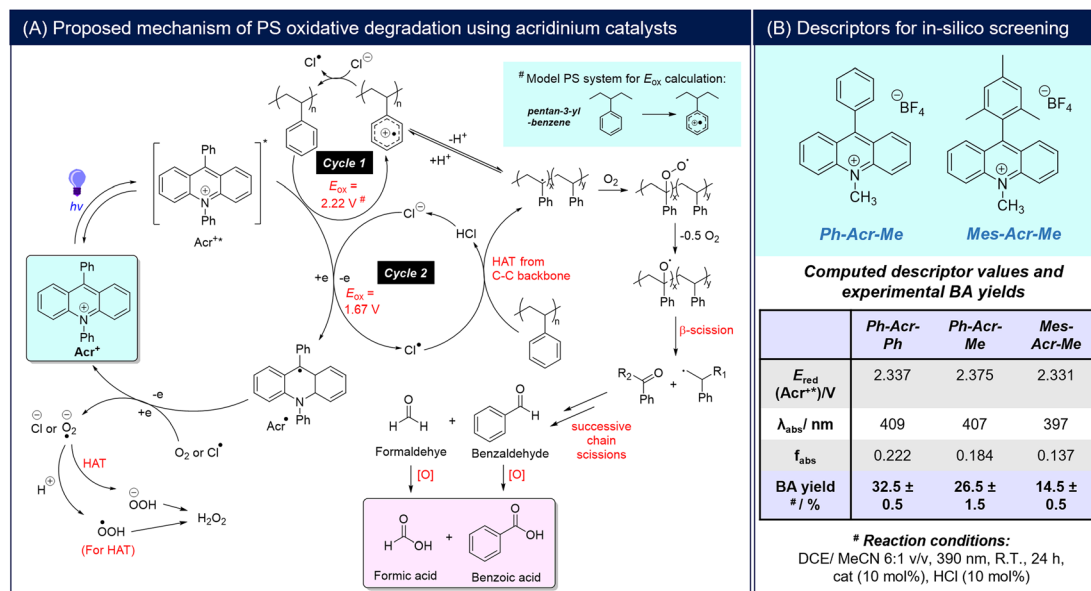 (A) Proposed mechanism of PS oxidative degradation using acridinium catalysts
Cl•
Cl⊖
n
n
# Model PS system for Eox calculation:
pentan-3-yl
-benzene
Cycle 1
Eox =
2.22 V #
-H+
+H+
Ph
*
N
⊕
Ph
Acr+*
hv
x
y
Ph
O2
O-O•
x
y
Ph
Ph
-0.5 O2
Cl⊖
HCl
+e
-e
Cycle 2
Eox =
1.67 V
HAT from
C-C backbone
n
Cl•
O•
x
y
Ph
Ph
β-scission
Ph
N
⊕
Ph
Acr+
Ph
N
Ph
Acr•
-e
+e
O2 or Cl•
Cl or O2
R2
O
Ph
+
R1
Ph
successive
chain
scissions
O
H
H
Formaldehye
+
O
H
Benzaldehyde
[O]
[O]
HAT
H⊕
⊖
OOH
•OOH
(For HAT)
H2O2
O
H
OH
Formic acid
+
O
OH
Benzoic acid
(B) Descriptors for in-silico screening
⊖
BF4
N
⊕
CH3
Ph-Acr-Me
⊖
BF4
N
⊕
CH3
Mes-Acr-Me
Computed descriptor values and
experimental BA yields
Ph-Acr-Ph Ph-Acr-Me Mes-Acr-Me
Ered (Acr+*)/V 2.337 2.375 2.331
λabs/ nm 409 407 397
fabs 0.222 0.184 0.137
BA yield # / % 32.5 ± 0.5 26.5 ± 1.5 14.5 ± 0.5
# Reaction conditions:
DCE/ MeCN 6:1 v/v, 390 nm, R.T., 24 h,
cat (10 mol%), HCl (10 mol%)